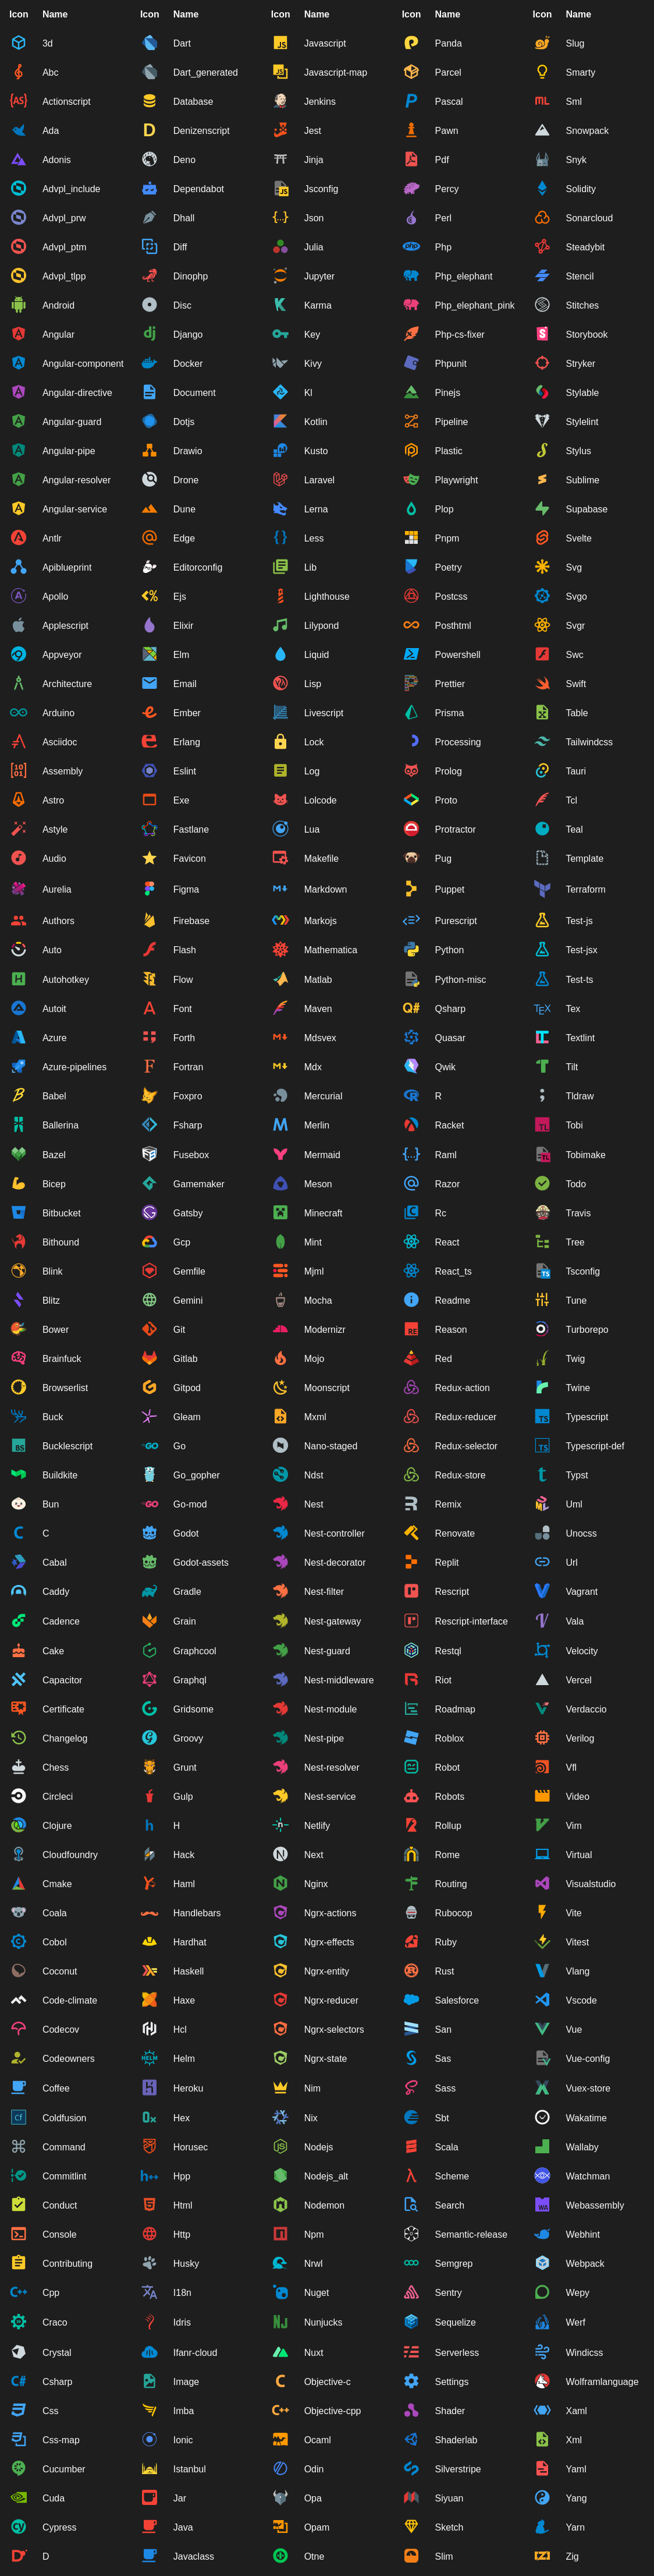 Icon Name Icon Name Icon Name Icon Name Icon Name
3d Dart Javascript Panda Slug
Abc Dart_generated Javascript-map Parcel Smarty
Actionscript Database Jenkins Pascal Sml
Ada Denizenscript Jest Pawn Snowpack
Adonis Deno Jinja Pdf Snyk
Advpl_include Dependabot Jsconfig Percy Solidity
Advpl_prw Dhall Json Perl Sonarcloud
Advpl_ptm Diff Julia Php Steadybit
Advpl_tlpp Dinophp Jupyter Php_elephant Stencil
Android Disc Karma Php_elephant_pink Stitches
Angular Django Key Php-cs-fixer Storybook
Angular-component Docker Kivy Phpunit Stryker
Angular-directive Document Kl Pinejs Stylable
Angular-guard Dotjs Kotlin Pipeline Stylelint
Angular-pipe Drawio Kusto Plastic Stylus
Angular-resolver Drone Laravel Playwright Sublime
Angular-service Dune Lerna Plop Supabase
Antlr Edge Less Pnpm Svelte
Apiblueprint Editorconfig Lib Poetry Svg
Apollo Ejs Lighthouse Postcss Svgo
Applescript Elixir Lilypond Posthtml Svgr
Appveyor Elm Liquid Powershell Swc
Architecture Email Lisp Prettier Swift
Arduino Ember Livescript Prisma Table
Asciidoc Erlang Lock Processing Tailwindcss
Assembly Eslint Log Prolog Tauri
Astro Exe Lolcode Proto Tcl
Astyle Fastlane Lua Protractor Teal
Audio Favicon Makefile Pug Template
Aurelia Figma Markdown Puppet Terraform
Authors Firebase Markojs Purescript Test-js
Auto Flash Mathematica Python Test-jsx
Autohotkey Flow Matlab Python-misc Test-ts
Autoit Font Maven Qsharp Tex
Azure Forth Mdsvex Quasar Textlint
Azure-pipelines Fortran Mdx Qwik Tilt
Babel Foxpro Mercurial R Tldraw
Ballerina Fsharp Merlin Racket Tobi
Bazel Fusebox Mermaid Raml Tobimake
Bicep Gamemaker Meson Razor Todo
Bitbucket Gatsby Minecraft Rc Travis
Bithound Gcp Mint React Tree
Blink Gemfile Mjml React_ts Tsconfig
Blitz Gemini Mocha Readme Tune
Bower Git Modernizr Reason Turborepo
Brainfuck Gitlab Mojo Red Twig
Browserlist Gitpod Moonscript Redux-action Twine
Buck Gleam Mxml Redux-reducer Typescript
Bucklescript Go Nano-staged Redux-selector Typescript-def
Buildkite Go_gopher Ndst Redux-store Typst
Bun Go-mod Nest Remix Uml
C Godot Nest-controller Renovate Unocss
Cabal Godot-assets Nest-decorator Replit Url
Caddy Gradle Nest-filter Rescript Vagrant
Cadence Grain Nest-gateway Rescript-interface Vala
Cake Graphcool Nest-guard Restql Velocity
Capacitor Graphql Nest-middleware Riot Vercel
Certificate Gridsome Nest-module Roadmap Verdaccio
Changelog Groovy Nest-pipe Roblox Verilog
Chess Grunt Nest-resolver Robot Vfl
Circleci Gulp Nest-service Robots Video
Clojure H Netlify Rollup Vim
Cloudfoundry Hack Next Rome Virtual
Cmake Haml Nginx Routing Visualstudio
Coala Handlebars Ngrx-actions Rubocop Vite
Cobol Hardhat Ngrx-effects Ruby Vitest
Coconut Haskell Ngrx-entity Rust Vlang
Code-climate Haxe Ngrx-reducer Salesforce Vscode
Codecov Hcl Ngrx-selectors San Vue
Codeowners Helm Ngrx-state Sas Vue-config
Coffee Heroku Nim Sass Vuex-store
Coldfusion Hex Nix Sbt Wakatime
Command Horusec Nodejs Scala Wallaby
Commitlint Hpp Nodejs_alt Scheme Watchman
Conduct Html Nodemon Search Webassembly
Console Http Npm Semantic-release Webhint
Contributing Husky Nrwl Semgrep Webpack
Cpp I18n Nuget Sentry Wepy
Craco Idris Nunjucks Sequelize Werf
Crystal Ifanr-cloud Nuxt Serverless Windicss
Csharp Image Objective-c Settings Wolframlanguage
Css Imba Objective-cpp Shader Xaml
Css-map Ionic Ocaml Shaderlab Xml
Cucumber Istanbul Odin Silverstripe Yaml
Cuda Jar Opa Siyuan Yang
Cypress Java Opam Sketch Yarn
D Javaclass Otne Slim Zig